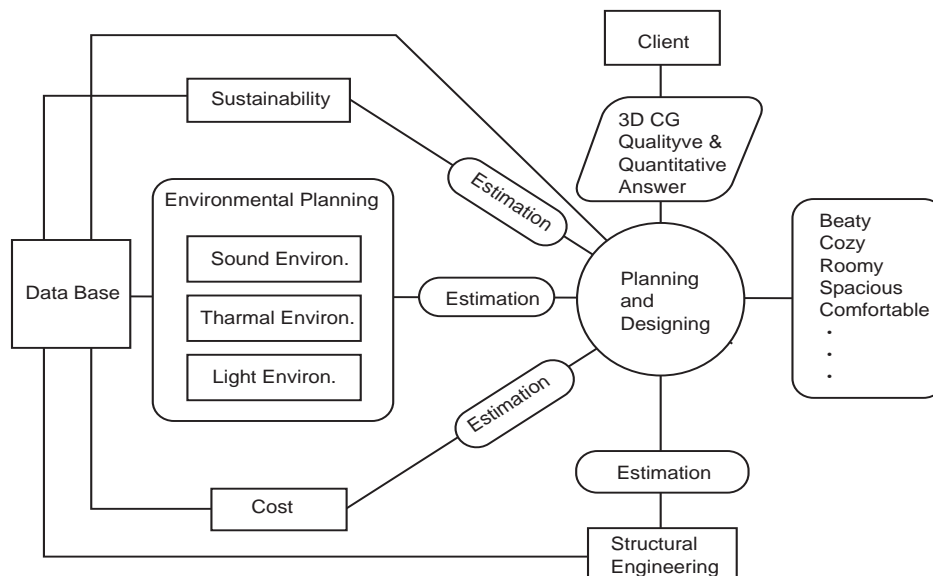 Client
3D CG
Qualityve &
Quantitative
Answer
Sustainability
Estimation
Environmental Planning
Sound Environ.
Tharmal Environ.
Light Environ.
Data Base
Estimation
Planning
and
Designing
Beaty
Cozy
Roomy
Spacious
Comfortable
.
.
.
Estimation
Cost
Estimation
Structural
Engineering